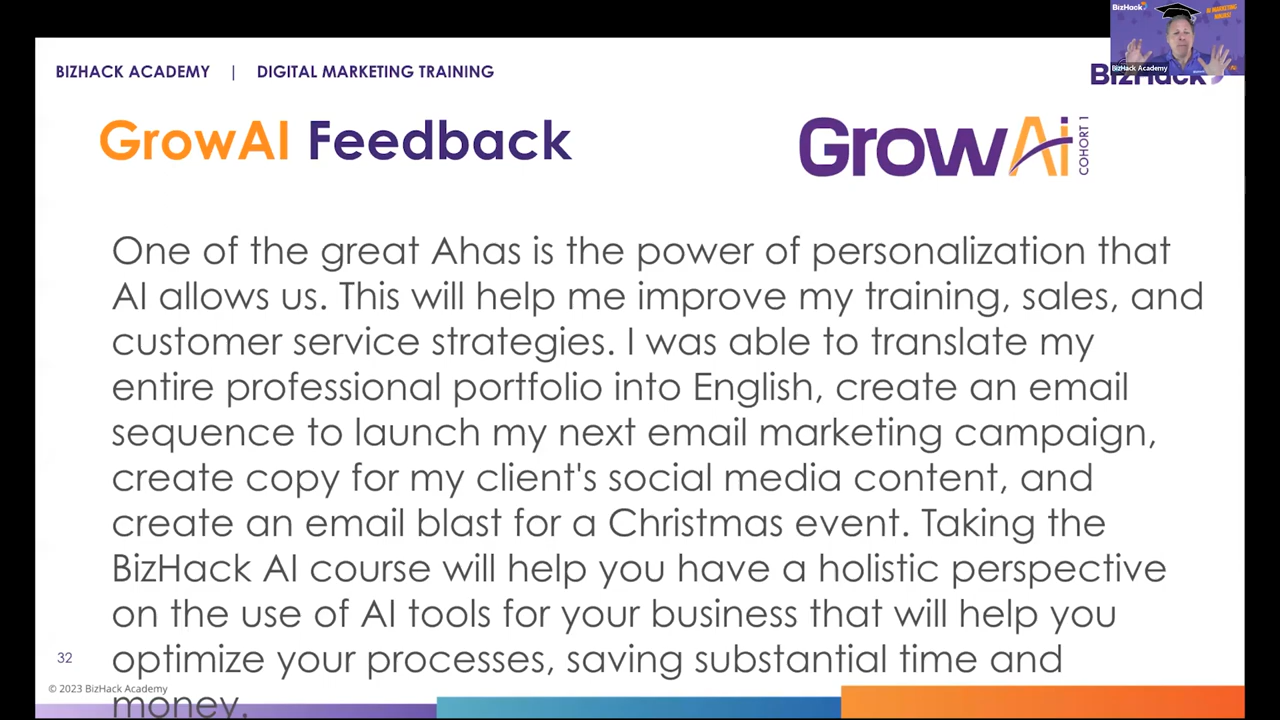 BIZHACK ACADEMY | DIGITAL MARKETING TRAINING
BizHack
BizHack
AI MARKETING
BizHack Academy
GrowAI Feedback
GrowAi
COHORT 1
One of the great Ahas is the power of personalization that
AI allows us. This will help me improve my training, sales, and
customer service strategies. I was able to translate my
entire professional portfolio into English, create an email
sequence to launch my next email marketing campaign,
create copy for my client's social media content, and
create an email blast for a Christmas event. Taking the
BizHack AI course will help you have a holistic perspective
on the use of AI tools for your business that will help you
optimize your processes, saving substantial time and
money.
32
© 2023 BizHack Academy